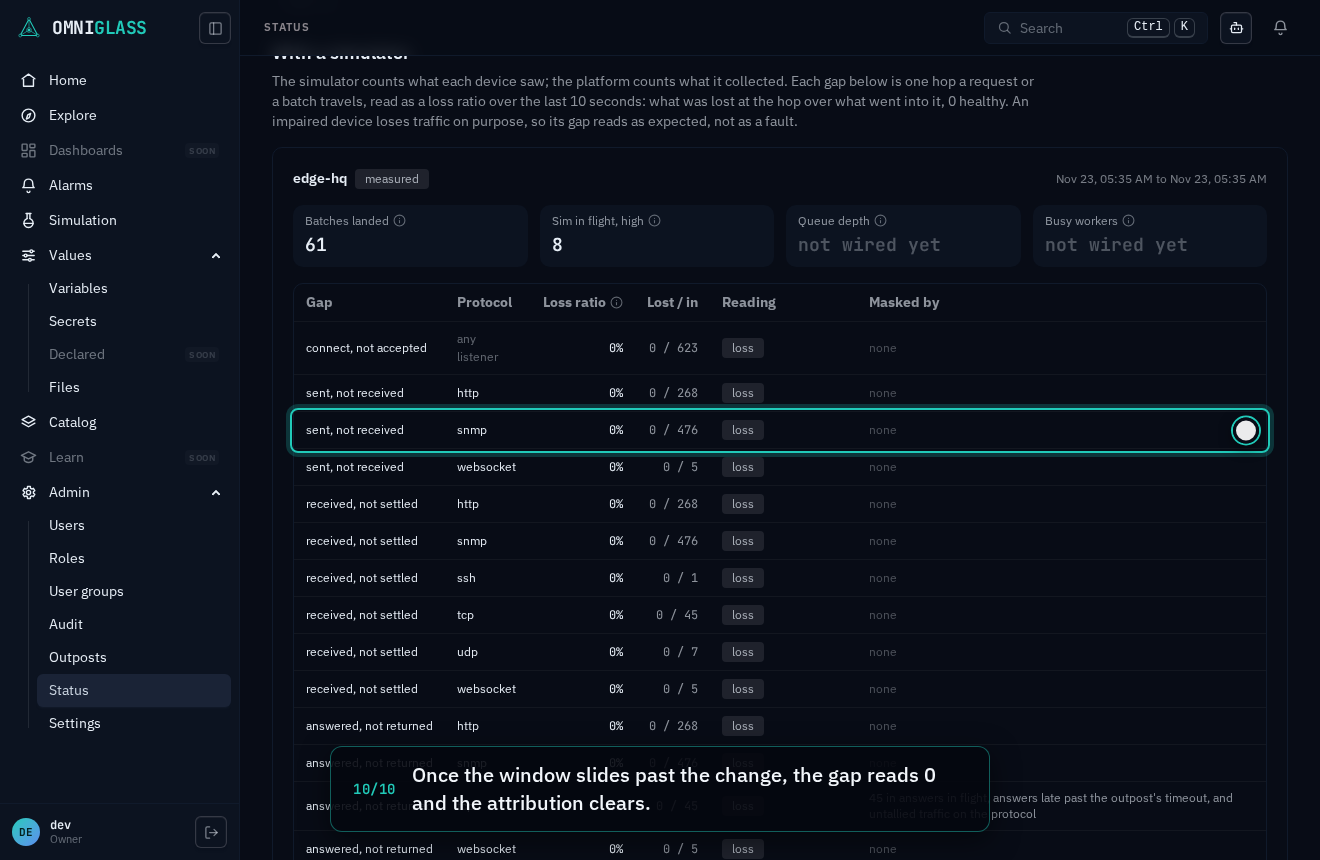 OMNIGLASS
STATUS
Search
Ctrl K
Home
Explore
Dashboards SOON
Alarms
Simulation
Values
Variables
Secrets
Declared SOON
Files
Catalog
Learn SOON
Admin
Users
Roles
User groups
Audit
Outposts
Status
Settings
DE
dev
Owner
With a simulator
The simulator counts what each device saw; the platform counts what it collected. Each gap below is one hop a request or
a batch travels, read as a loss ratio over the last 10 seconds: what was lost at the hop over what went into it, 0 healthy. An
impaired device loses traffic on purpose, so its gap reads as expected, not as a fault.
edge-hq measured Nov 23, 05:35 AM to Nov 23, 05:35 AM
Batches landed Sim in flight, high Queue depth Busy workers
61 8 not wired yet not wired yet
Gap Protocol Loss ratio Lost / in Reading Masked by
connect, not accepted any listener 0% 0 / 623 loss none
sent, not received http 0% 0 / 268 loss none
sent, not received snmp 0% 0 / 476 loss none
sent, not received websocket 0% 0 / 5 loss none
received, not settled http 0% 0 / 268 loss none
received, not settled snmp 0% 0 / 476 loss none
received, not settled ssh 0% 0 / 1 loss none
received, not settled tcp 0% 0 / 45 loss none
received, not settled udp 0% 0 / 7 loss none
received, not settled websocket 0% 0 / 5 loss none
answered, not returned http 0% 0 / 268 loss none
10/10
Once the window slides past the change, the gap reads 0
and the attribution clears.
45 in answers in flight, answers late past the outpost's timeout, and
unfailed traffic on the protocol
answered, not returned websocket 0% 0 / 5 loss none